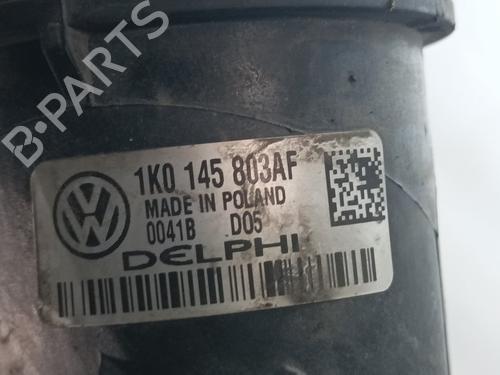 B-PARTS
1K0 145 803AF
MADE IN POLAND
0041B D05
DELPHI